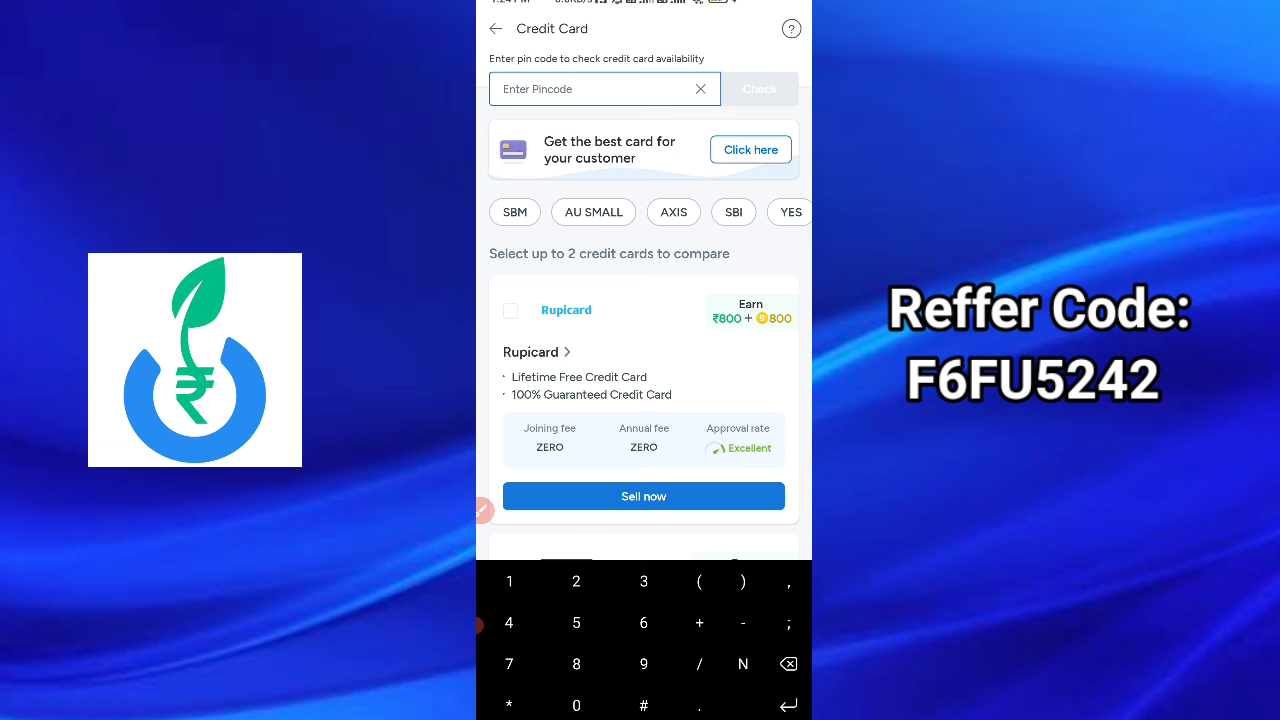 Credit Card
?
Enter pin code to check credit card availability
Enter Pincode
Check
Get the best card for
your customer
Click here
SBM
AU SMALL
AXIS
SBI
YES
Select up to 2 credit cards to compare
Rupicard
Earn
₹800 + 800
Rupicard
· Lifetime Free Credit Card
· 100% Guaranteed Credit Card
Joining fee Annual fee Approval rate
ZERO ZERO Excellent
Sell now
1 2 3 ( ) ,
4 5 6 + - ;
7 8 9 / N
* 0 # .
₹
Reffer Code:
F6FU5242